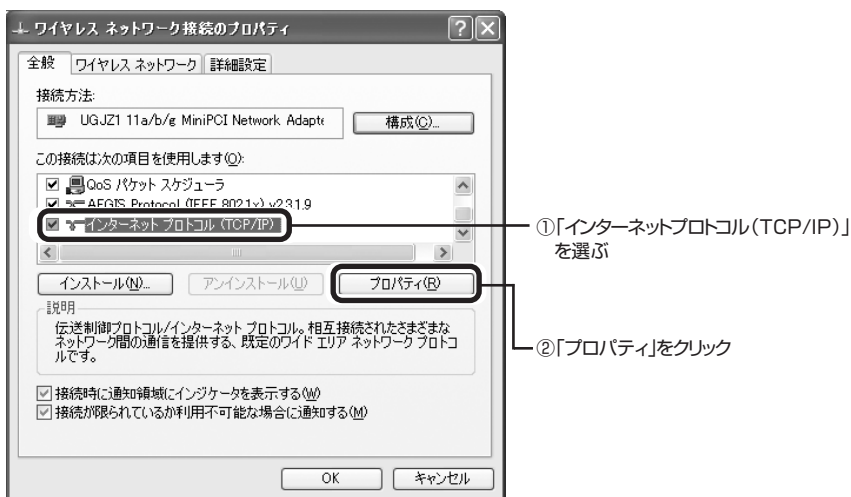 ワイヤレス ネットワーク接続のプロパティ
全般 ワイヤレス ネットワーク 詳細設定
接続方法:
UGJZ1 11a/b/g MiniPCI Network Adapte
構成(C)...
この接続は次の項目を使用します(O):
QoS パケット スケジューラ
AEGIS Protocol (IEEE 802.1x) v2.3.1.9
インターネット プロトコル (TCP/IP)
インストール(N)... アンインストール(U) プロパティ(R)
説明
伝送制御プロトコル/インターネット プロトコル。相互接続されたさまざまな
ネットワーク間の通信を提供する、既定のワイド エリア ネットワーク プロトコ
ルです。
接続時に通知領域にインジケータを表示する(W)
接続が限られているか利用不可能な場合に通知する(M)
OK キャンセル
①「インターネットプロトコル(TCP/IP)」
を選ぶ
②「プロパティ」をクリック